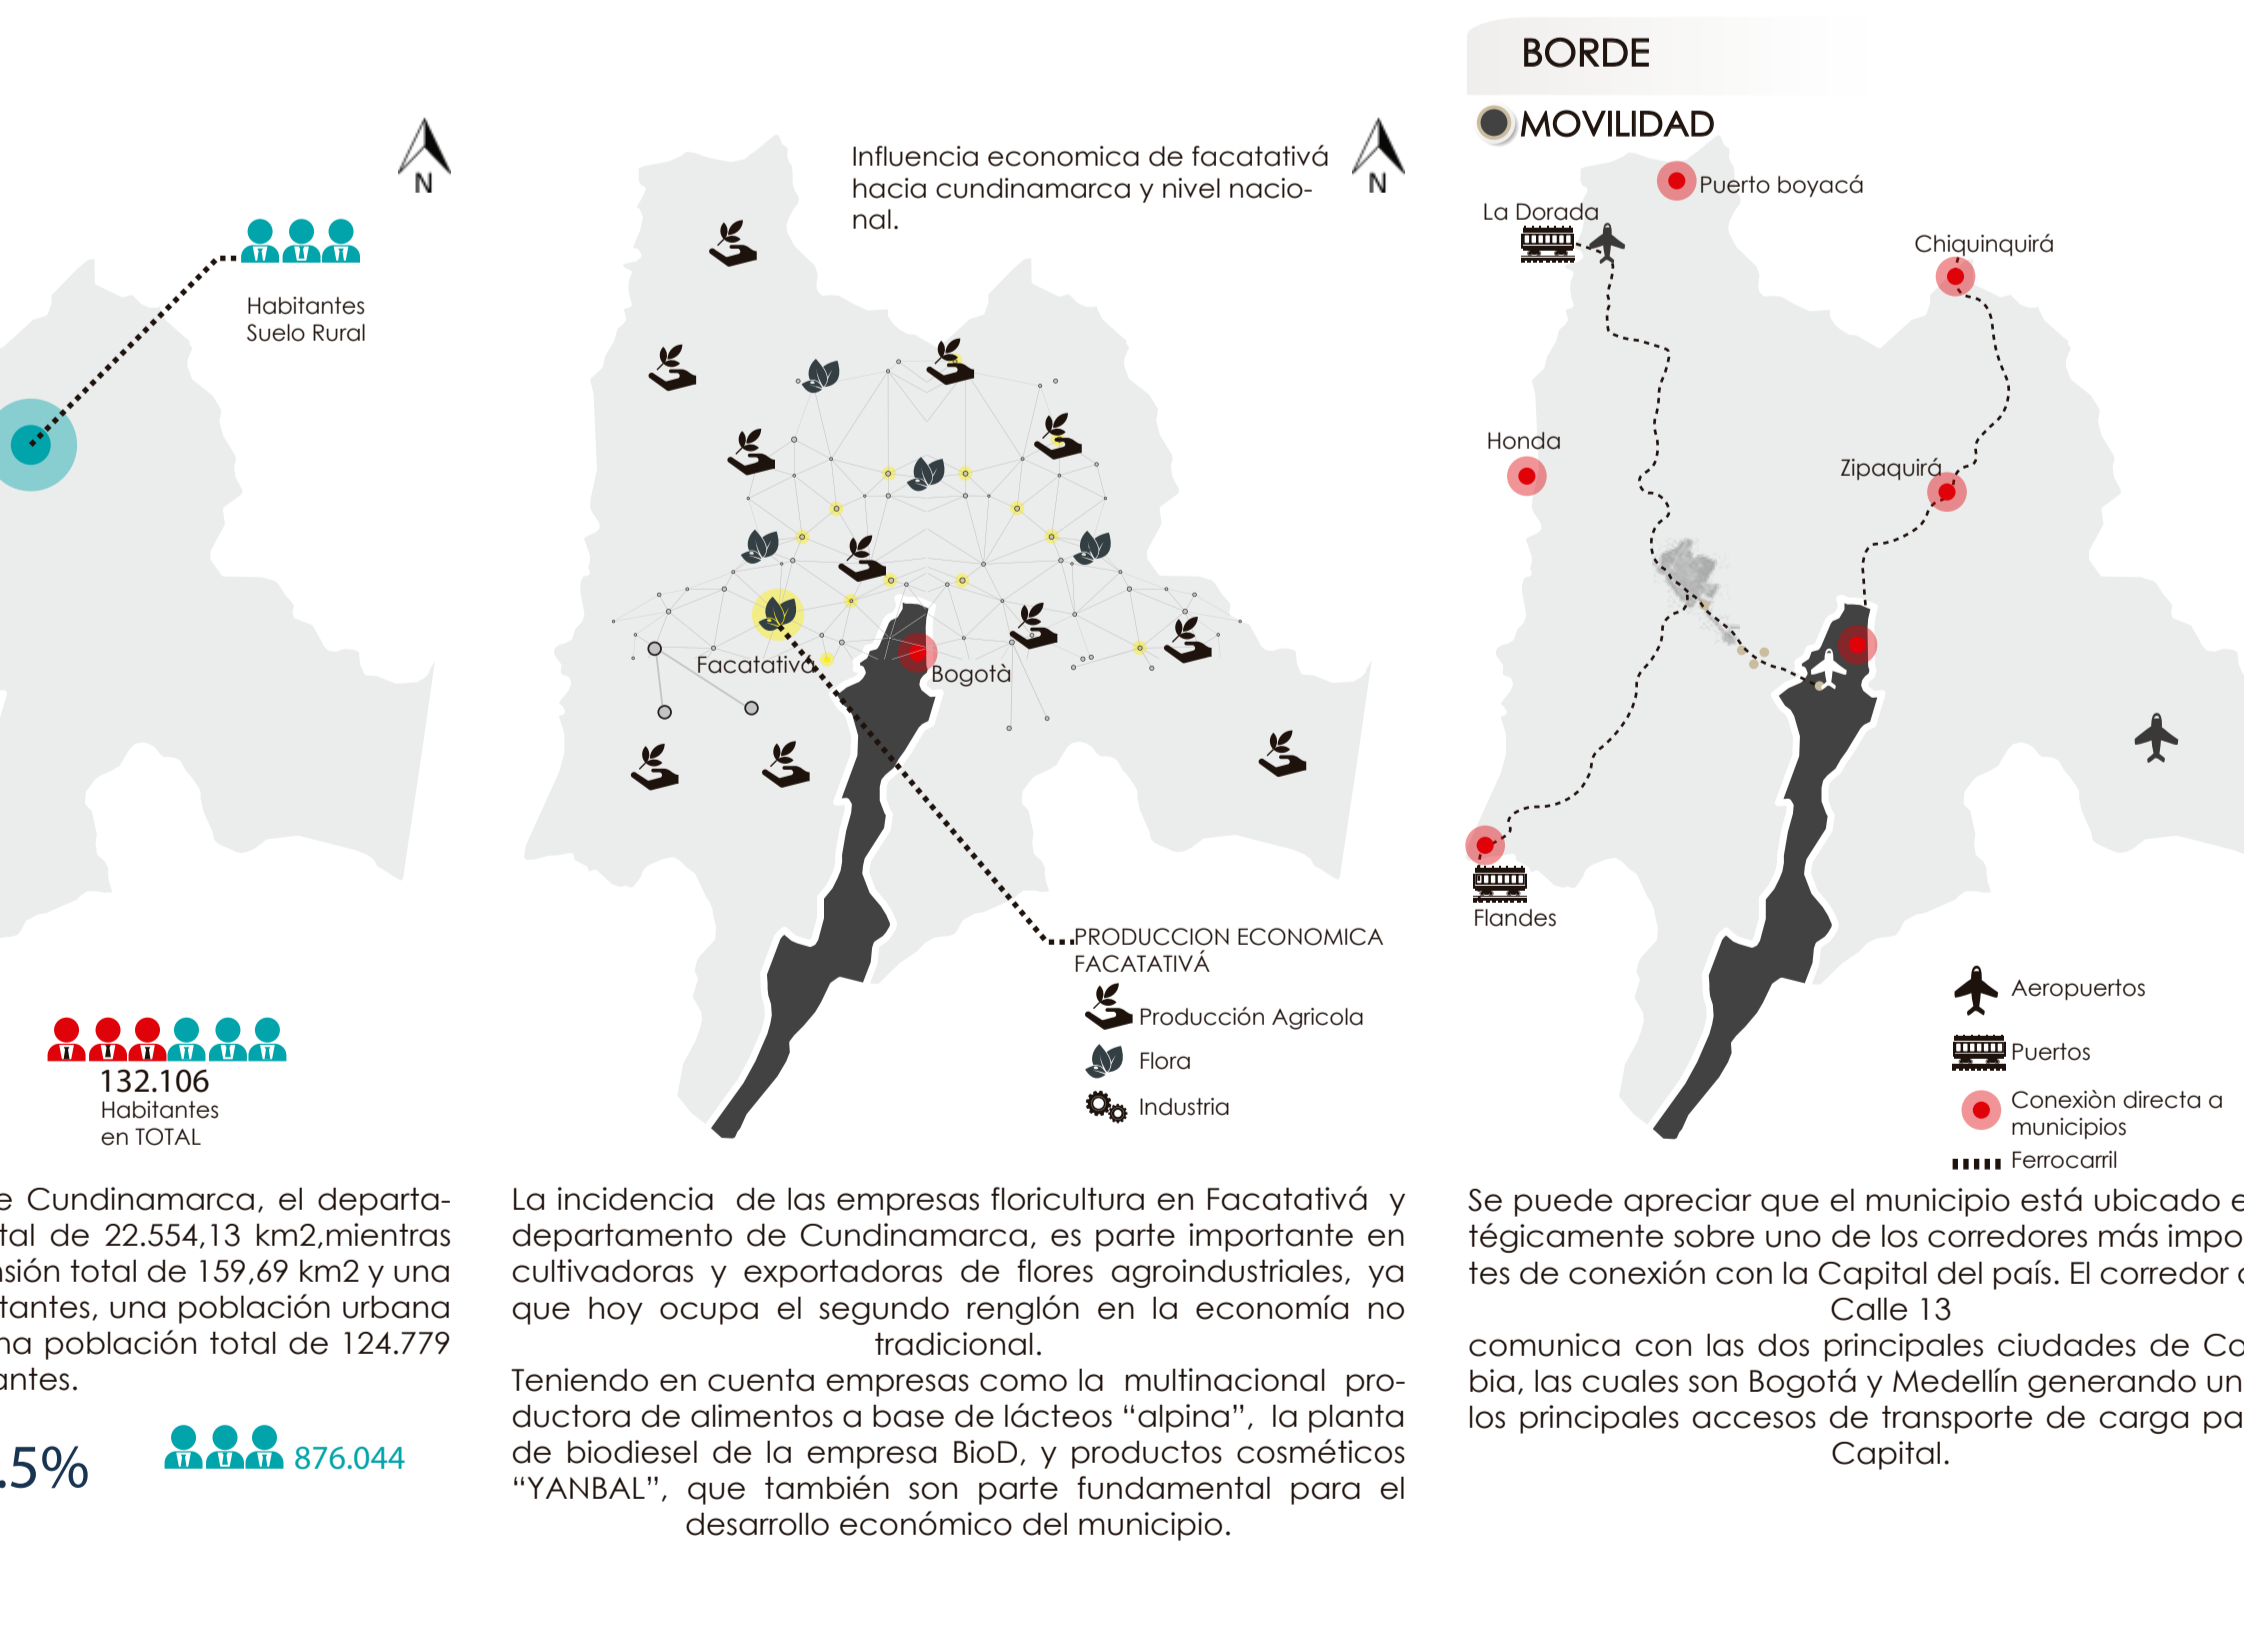 N
Habitantes
Suelo Rural
132.106
Habitantes
en TOTAL
e Cundinamarca, el departa-
tal de 22.554,13 km2,mientras
nsión total de 159,69 km2 y una
tantes, una población urbana
na población total de 124.779
antes.
.5%
876.044
Influencia economica de facatativá
hacia cundinamarca y nivel nacio-
nal.
N
Facatativá
Bogotà
PRODUCCION ECONOMICA
FACATATIVÁ
Producción Agricola
Flora
Industria
La incidencia de las empresas floricultura en Facatativá y
departamento de Cundinamarca, es parte importante en
cultivadoras y exportadoras de flores agroindustriales, ya
que hoy ocupa el segundo renglón en la economía no
tradicional.
Teniendo en cuenta empresas como la multinacional pro-
ductora de alimentos a base de lácteos “alpina”, la planta
de biodiesel de la empresa BioD, y productos cosméticos
“YANBAL”, que también son parte fundamental para el
desarrollo económico del municipio.
BORDE
MOVILIDAD
Puerto boyacá
La Dorada
Chiquinquirá
Honda
Zipaquirá
Flandes
Aeropuertos
Puertos
Conexiòn directa a
municipios
Ferrocarril
Se puede apreciar que el municipio está ubicado e
tégicamente sobre uno de los corredores más impo
tes de conexión con la Capital del país. El corredor
Calle 13
comunica con las dos principales ciudades de Co
bia, las cuales son Bogotá y Medellín generando un
los principales accesos de transporte de carga pa
Capital.